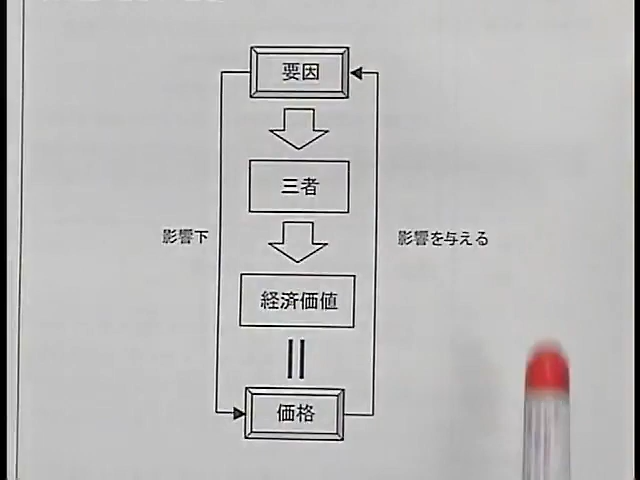 要因
三者
影響下
影響を与える
経済価値
価格